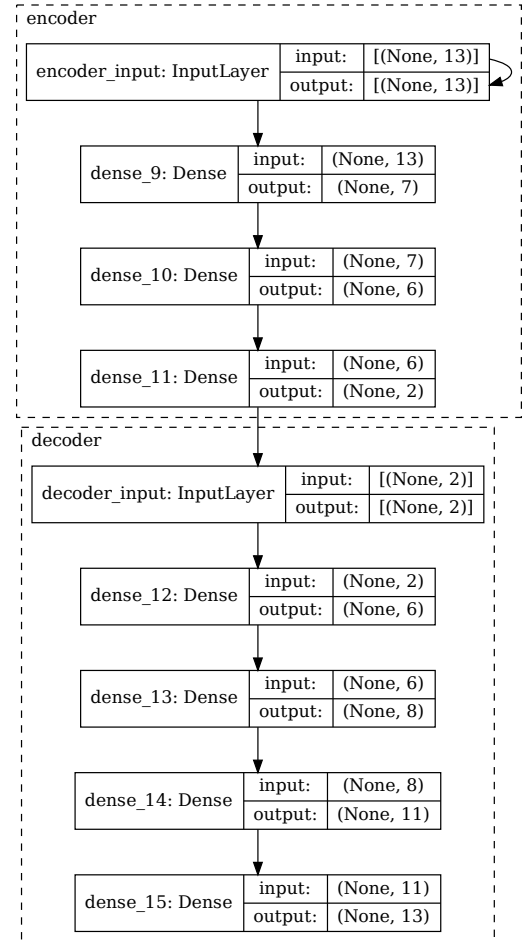 encoder
encoder_input: InputLayer
input: [(None, 13)]
output: [(None, 13)]
dense_9: Dense
input: (None, 13)
output: (None, 7)
dense_10: Dense
input: (None, 7)
output: (None, 6)
dense_11: Dense
input: (None, 6)
output: (None, 2)
decoder
decoder_input: InputLayer
input: [(None, 2)]
output: [(None, 2)]
dense_12: Dense
input: (None, 2)
output: (None, 6)
dense_13: Dense
input: (None, 6)
output: (None, 8)
dense_14: Dense
input: (None, 8)
output: (None, 11)
dense_15: Dense
input: (None, 11)
output: (None, 13)